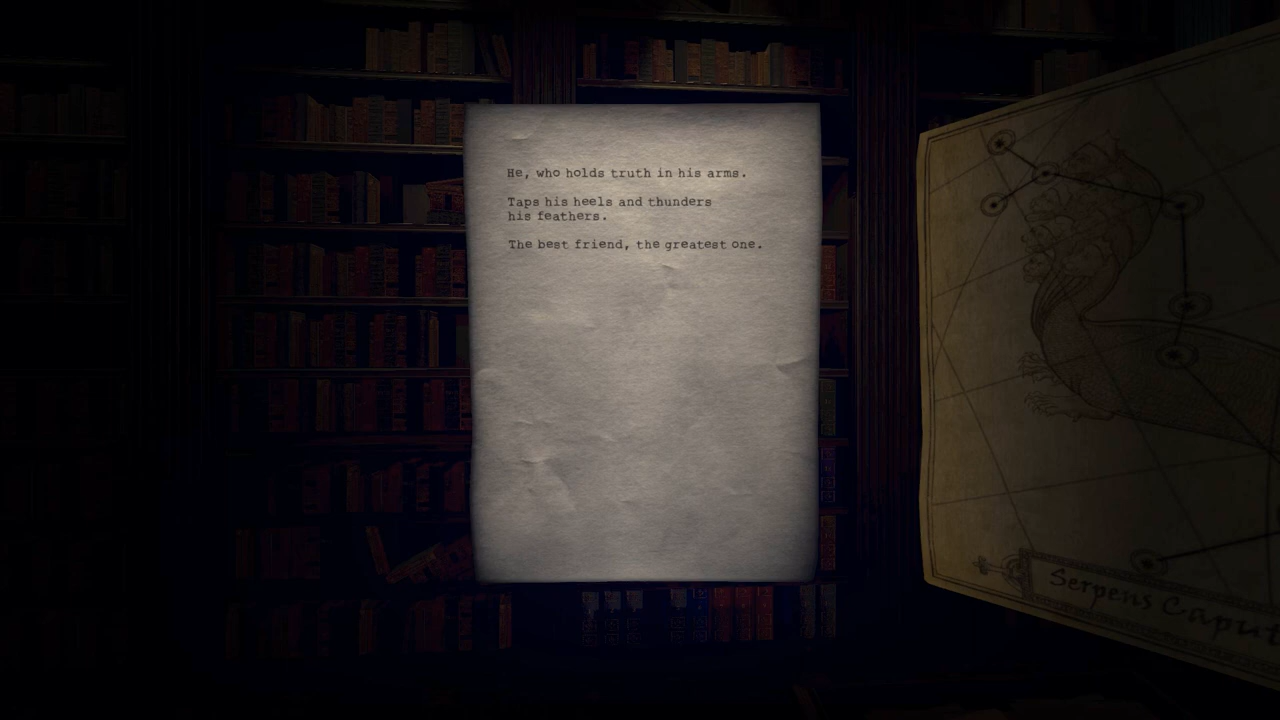 He, who holds truth in his arms.
Taps his heels and thunders
his feathers.
The best friend, the greatest one.
Serpens Caput